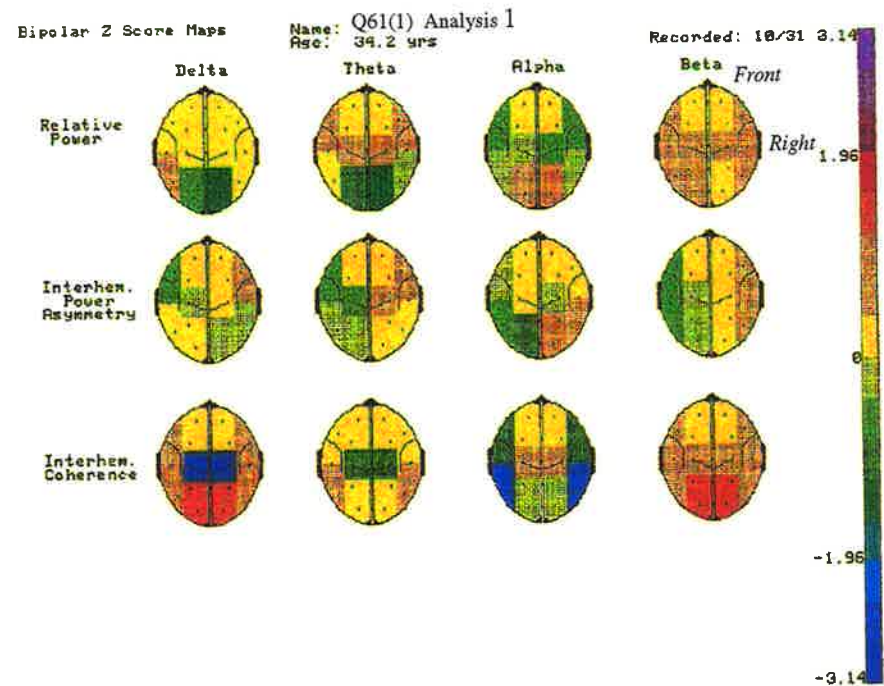 Bipolar Z Score Maps
Name: Q61(1) Analysis 1
Age: 34.2 yrs
Recorded: 10/31
3.14
Delta
Theta
Alpha
Beta
Front
Relative
Power
Right
1.96
Interhem.
Power
Asymmetry
0
Interhem.
Coherence
-1.96
-3.14